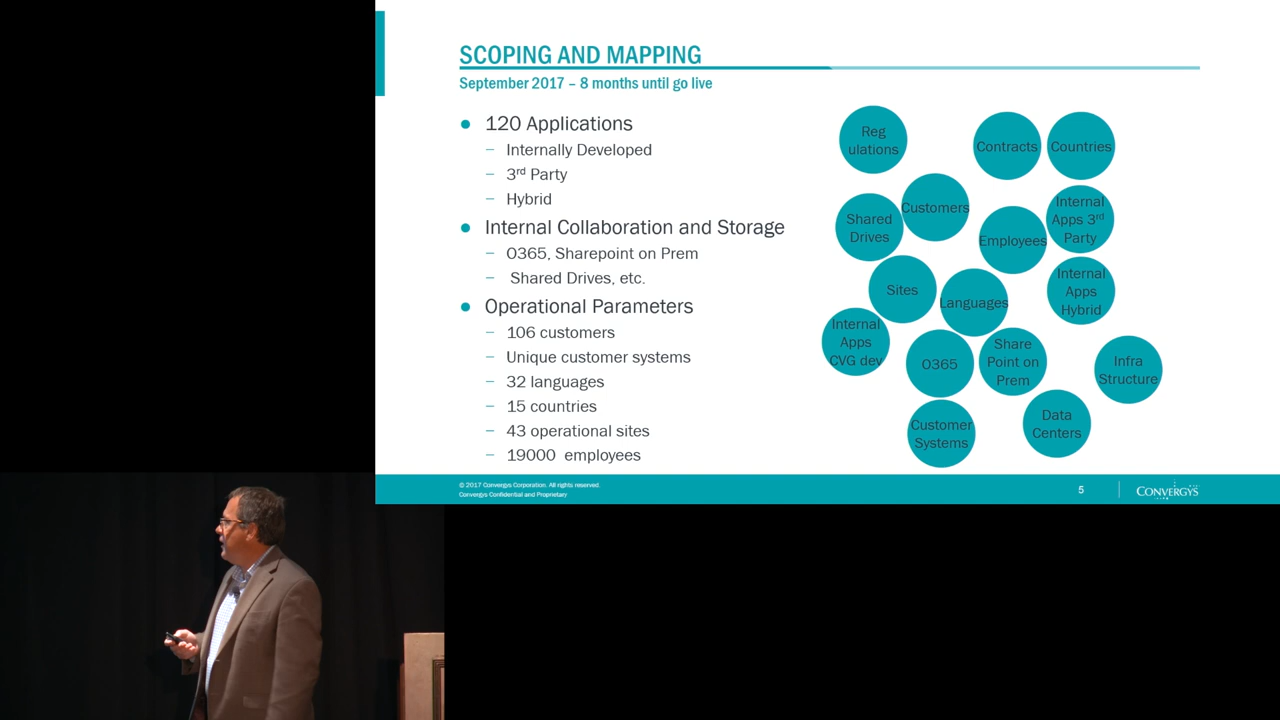 SCOPING AND MAPPING
September 2017 – 8 months until go live
● 120 Applications
– Internally Developed
– 3rd Party
– Hybrid
● Internal Collaboration and Storage
– O365, Sharepoint on Prem
– Shared Drives, etc.
● Operational Parameters
– 106 customers
– Unique customer systems
– 32 languages
– 15 countries
– 43 operational sites
– 19000 employees
Reg
ulations
Contracts
Countries
Customers
Shared
Drives
Employees
Internal
Apps 3rd
Party
Sites
Languages
Internal
Apps
Hybrid
Internal
Apps
CVG dev
O365
Share
Point on
Prem
Infra
Structure
Customer
Systems
Data
Centers
© 2017 Convergys Corporation. All rights reserved.
Convergys Confidential and Proprietary
5
CONVERGYS